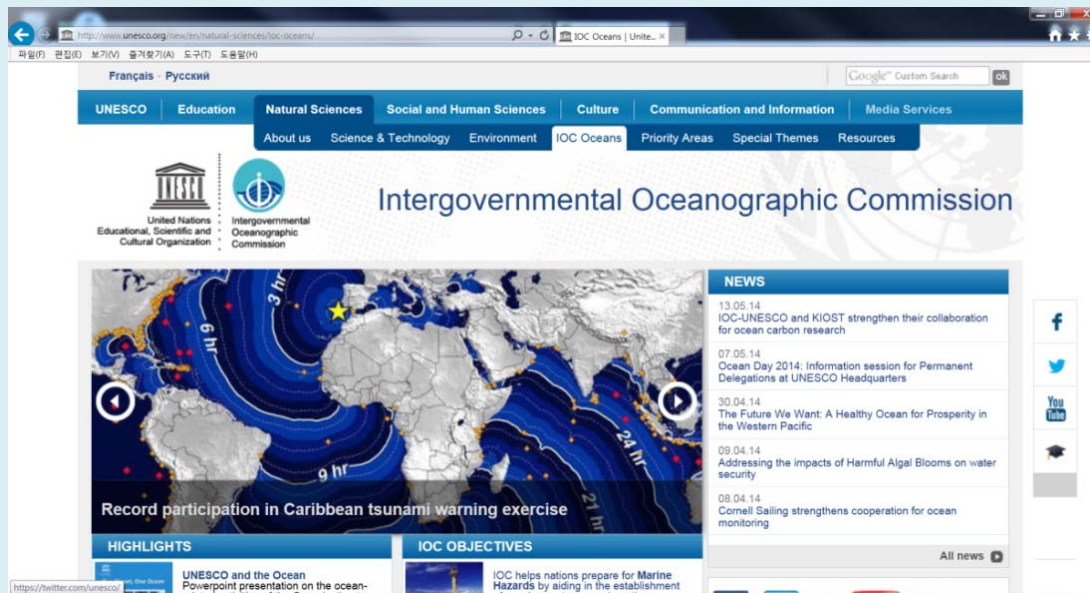 http://www.unesco.org/new/en/natural-sciences/ioc-oceans/
IOC Oceans | Unite...
파일(F) 편집(E) 보기(V) 즐겨찾기(A) 도구(T) 도움말(H)
Français - Русский
Google™ Custom Search
ok
UNESCO Education Natural Sciences Social and Human Sciences Culture Communication and Information Media Services
About us Science & Technology Environment IOC Oceans Priority Areas Special Themes Resources
UNESCO
United Nations
Educational, Scientific and
Cultural Organization
Intergovernmental
Oceanographic
Commission
Intergovernmental Oceanographic Commission
3 hr
6 hr
9 hr
24 hr
21 hr
Record participation in Caribbean tsunami warning exercise
NEWS
13.05.14
IOC-UNESCO and KIOST strengthen their collaboration
for ocean carbon research
07.05.14
Ocean Day 2014: Information session for Permanent
Delegations at UNESCO Headquarters
30.04.14
The Future We Want: A Healthy Ocean for Prosperity in
the Western Pacific
09.04.14
Addressing the impacts of Harmful Algal Blooms on water
security
08.04.14
Cornell Sailing strengthens cooperation for ocean
monitoring
All news
You
Tube
HIGHLIGHTS
UNESCO and the Ocean
Powerpoint presentation on the ocean-
IOC OBJECTIVES
IOC helps nations prepare for Marine
Hazards by aiding in the establishment
https://twitter.com/unesco/